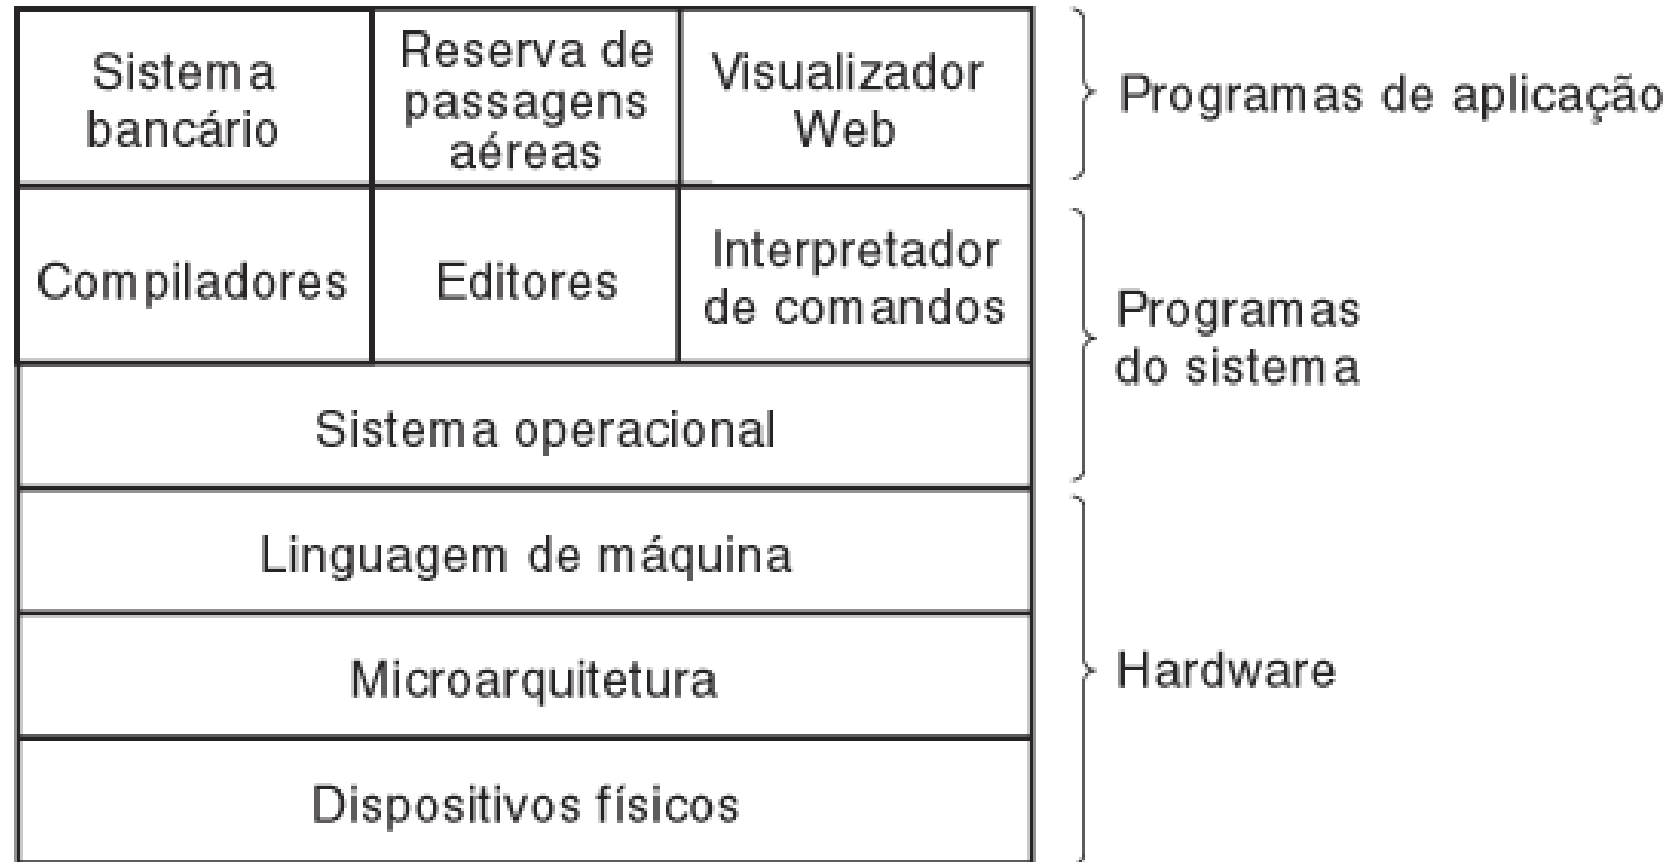 Sistema
bancário
Reserva de
passagens
aéreas
Visualizador
Web
Programas de aplicação
Compiladores
Editores
Interpretador
de comandos
Programas
do sistema
Sistema operacional
Linguagem de máquina
Microarquitetura
Hardware
Dispositivos físicos